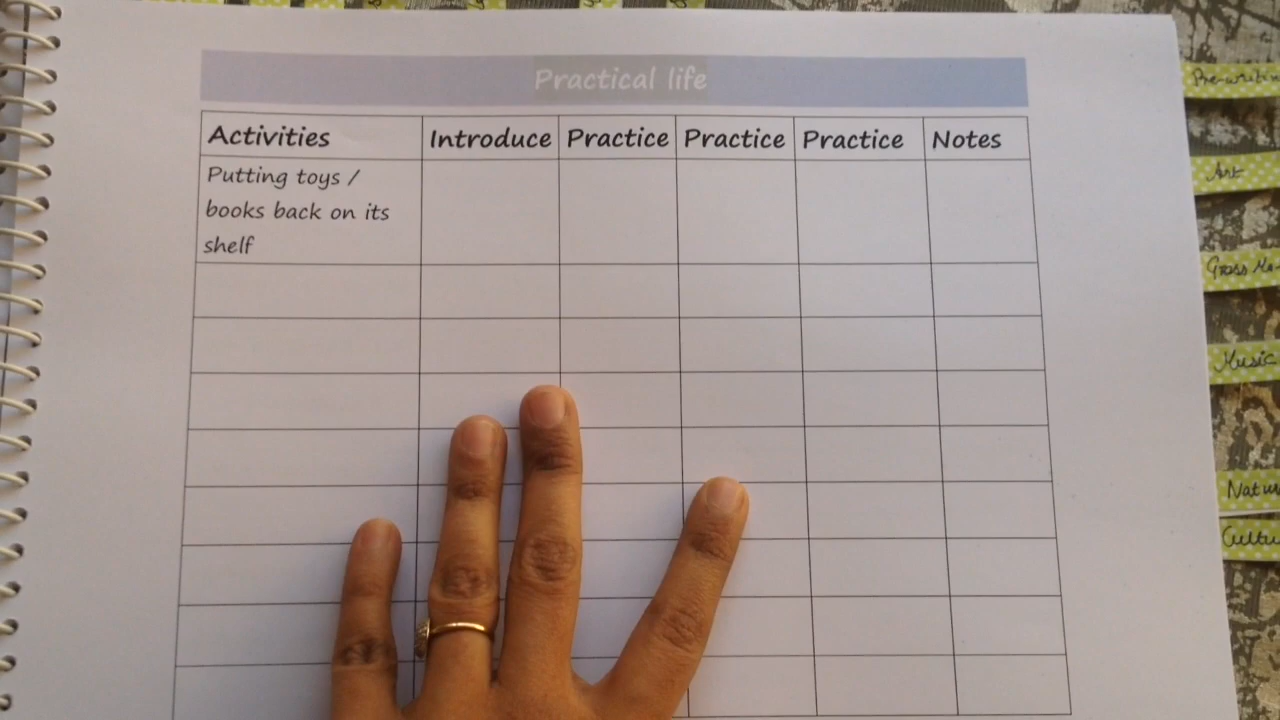 Practical life
Activities Introduce Practice Practice Practice Notes
Putting toys /
books back on its
shelf
Art
Music